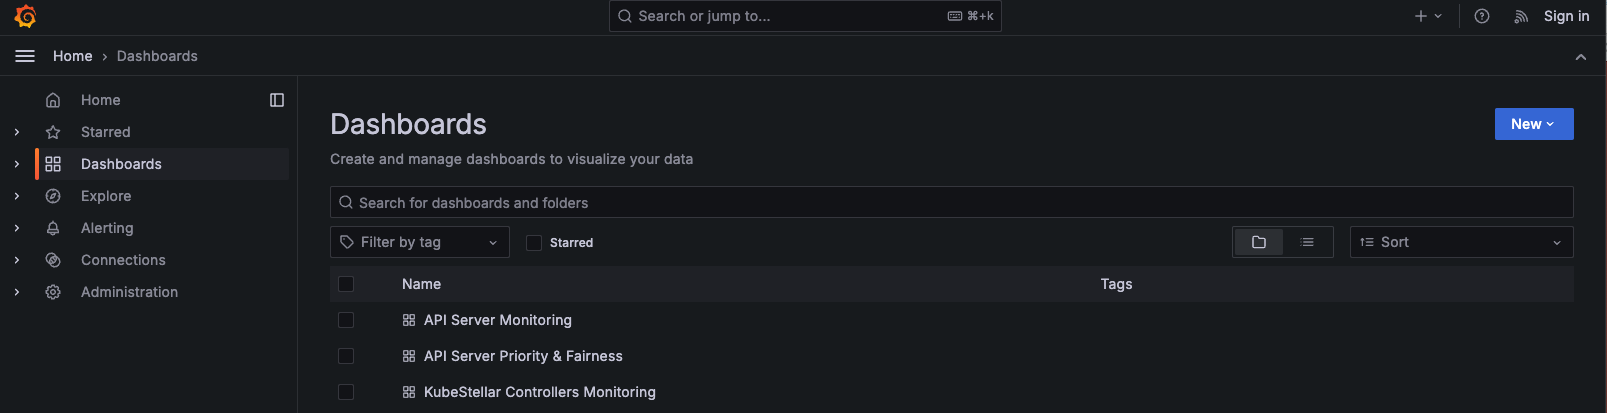 Search or jump to...
⌘+k
Sign in
Home
Dashboards
Home
Starred
Dashboards
Explore
Alerting
Connections
Administration
Dashboards
New
Create and manage dashboards to visualize your data
Search for dashboards and folders
Filter by tag
Starred
Sort
Name
Tags
API Server Monitoring
API Server Priority & Fairness
KubeStellar Controllers Monitoring